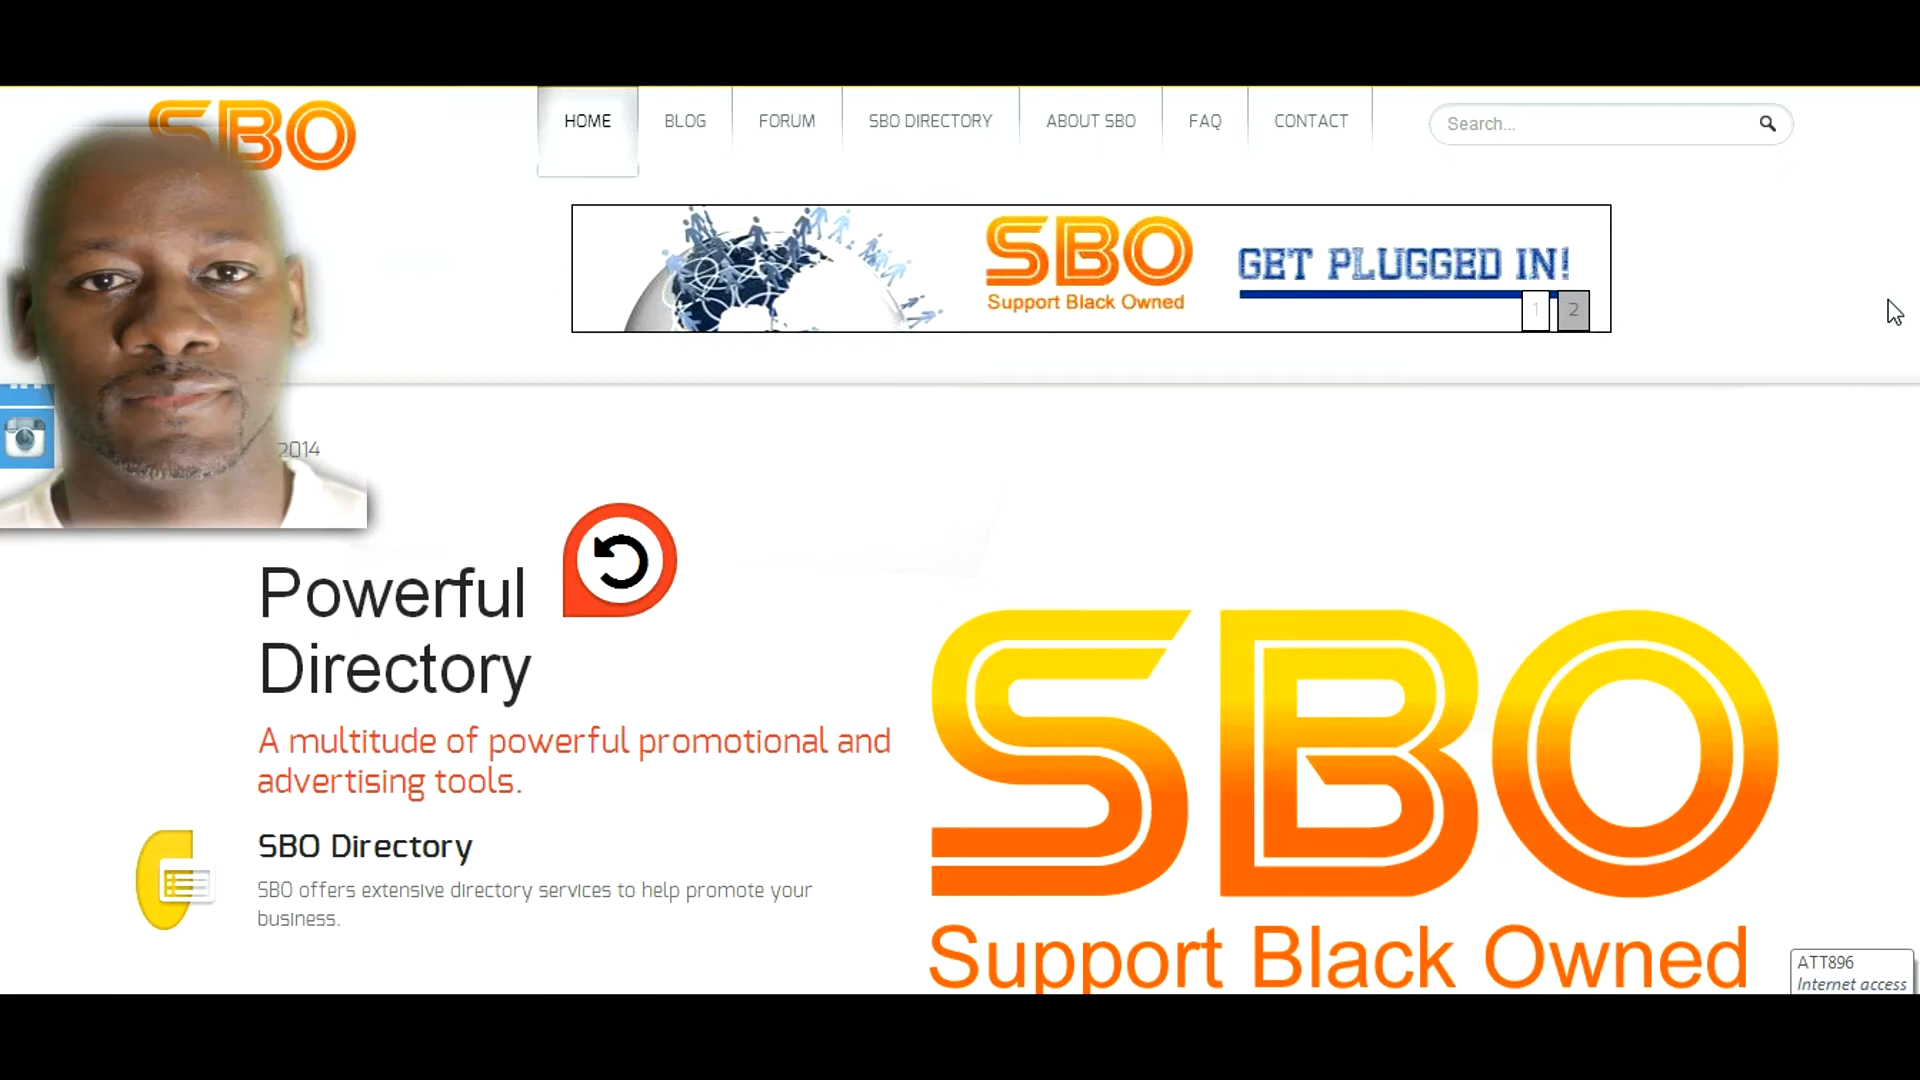 SBO
HOME
BLOG
FORUM
SBO DIRECTORY
ABOUT SBO
FAQ
CONTACT
Search...
SBO
Support Black Owned
GET PLUGGED IN!
1
2
2014
Powerful
Directory
A multitude of powerful promotional and
advertising tools.
SBO Directory
SBO offers extensive directory services to help promote your
business.
SBO
Support Black Owned
ATT896
Internet access